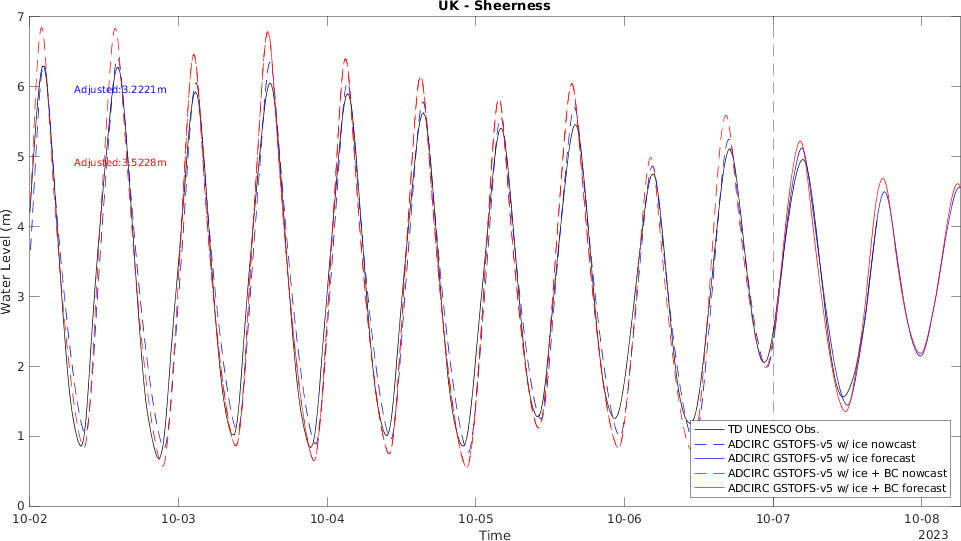 UK - Sheerness
7
6
5
4
3
2
1
0
Water Level (m)
Adjusted:3.2221m
Adjusted:3.5228m
TD UNESCO Obs.
ADCIRC GSTOFS-v5 w/ ice nowcast
ADCIRC GSTOFS-v5 w/ ice forecast
ADCIRC GSTOFS-v5 w/ ice + BC nowcast
ADCIRC GSTOFS-v5 w/ ice + BC forecast
10-02 10-03 10-04 10-05 10-06 10-07 10-08
Time
2023